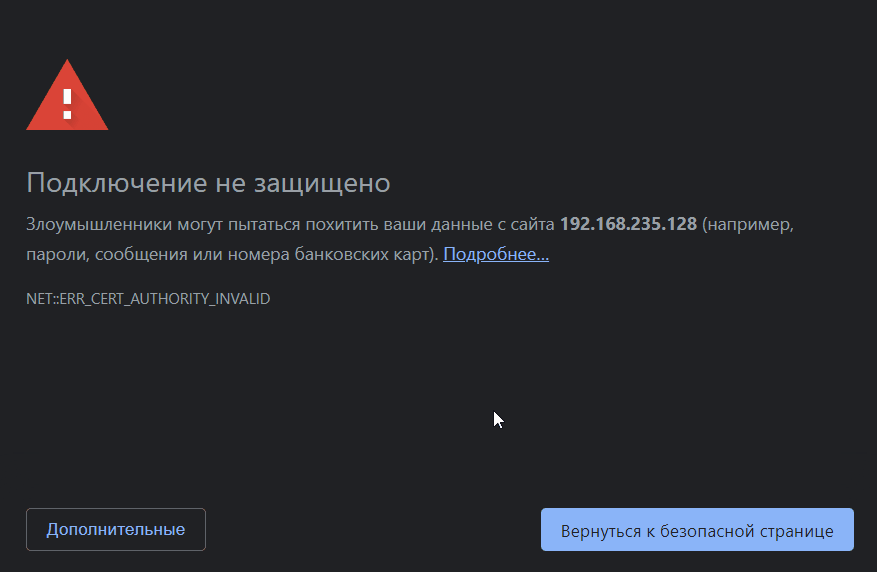 Подключение не защищено
Злоумышленники могут пытаться похитить ваши данные с сайта 192.168.235.128 (например,
пароли, сообщения или номера банковских карт). Подробнее...
NET::ERR_CERT_AUTHORITY_INVALID
Дополнительные
Вернуться к безопасной странице